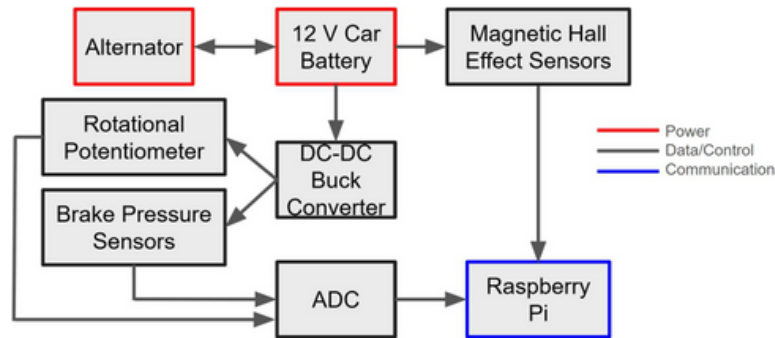 Alternator
12 V Car
Battery
Magnetic Hall
Effect Sensors
Rotational
Potentiometer
DC-DC
Buck
Converter
Power
Data/Control
Communication
Brake Pressure
Sensors
ADC
Raspberry
Pi